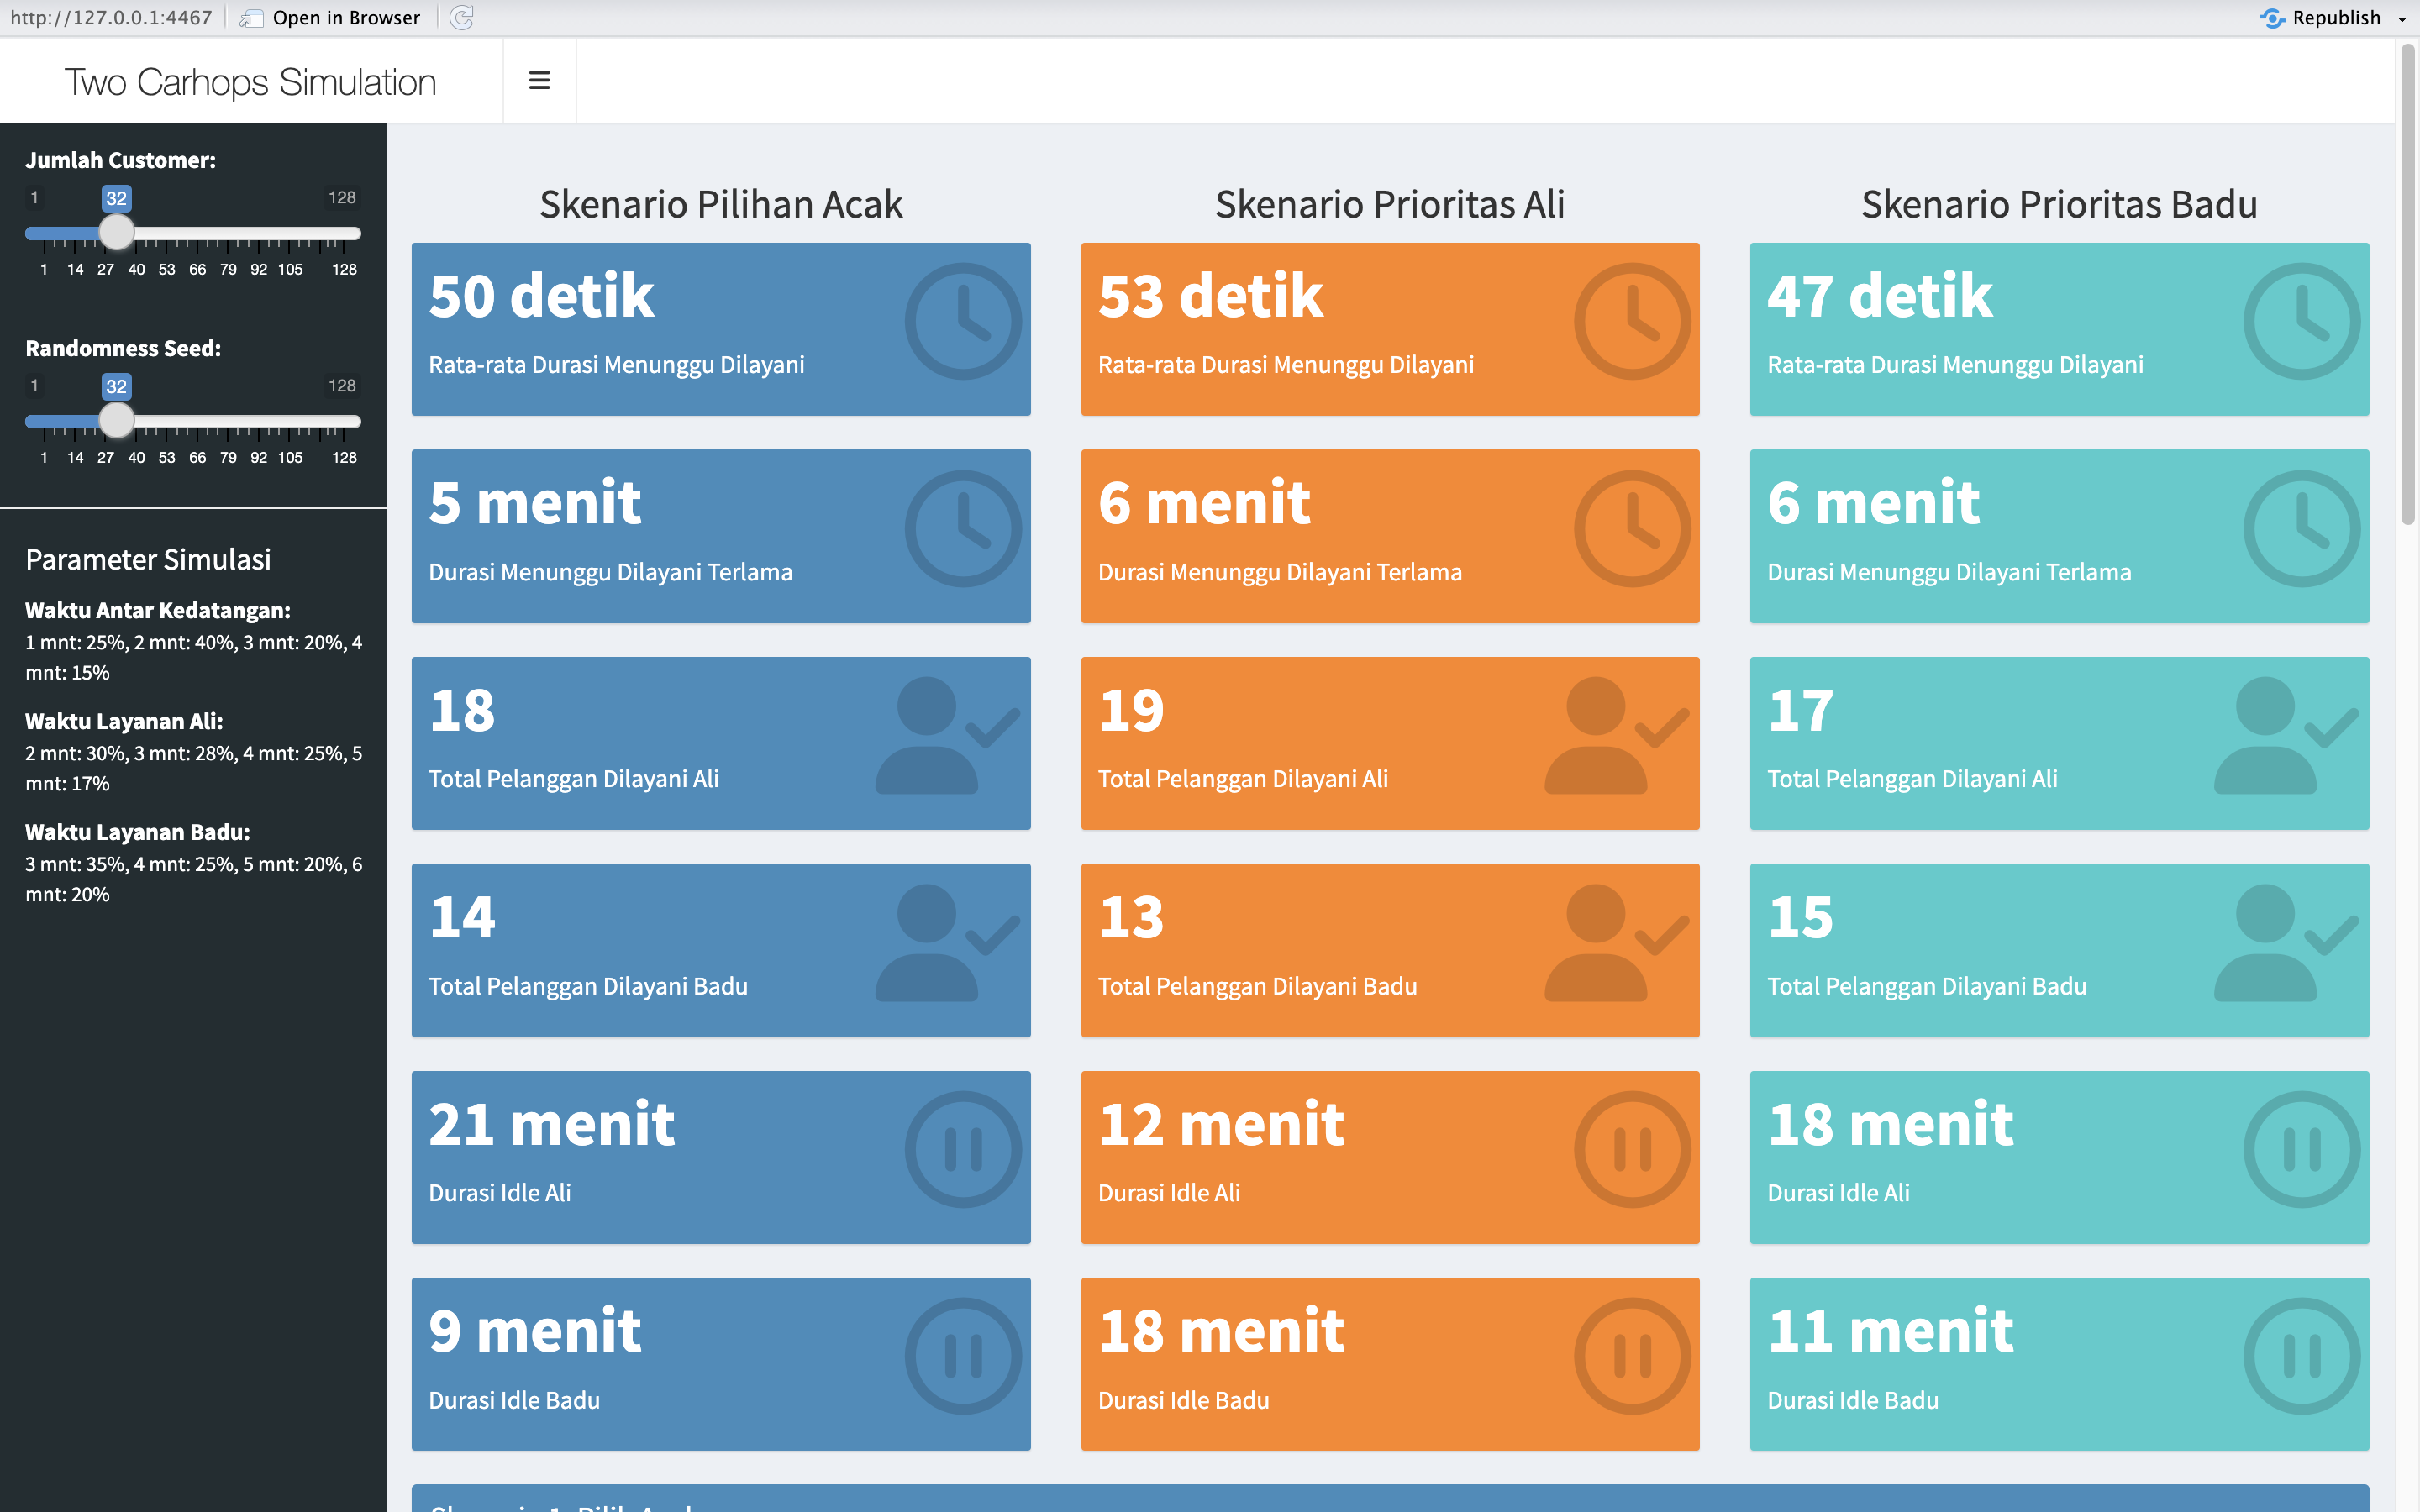 http://127.0.0.1:4467 Open in Browser Republish
Two Carhops Simulation
Jumlah Customer:
1 32 128
1 14 27 40 53 66 79 92 105 128
Randomness Seed:
1 32 128
1 14 27 40 53 66 79 92 105 128
Parameter Simulasi
Waktu Antar Kedatangan:
1 mnt: 25%, 2 mnt: 40%, 3 mnt: 20%, 4
mnt: 15%
Waktu Layanan Ali:
2 mnt: 30%, 3 mnt: 28%, 4 mnt: 25%, 5
mnt: 17%
Waktu Layanan Badu:
3 mnt: 35%, 4 mnt: 25%, 5 mnt: 20%, 6
mnt: 20%
Skenario Pilihan Acak
50 detik
Rata-rata Durasi Menunggu Dilayani
5 menit
Durasi Menunggu Dilayani Terlama
18
Total Pelanggan Dilayani Ali
14
Total Pelanggan Dilayani Badu
21 menit
Durasi Idle Ali
9 menit
Durasi Idle Badu
Skenario Prioritas Ali
53 detik
Rata-rata Durasi Menunggu Dilayani
6 menit
Durasi Menunggu Dilayani Terlama
19
Total Pelanggan Dilayani Ali
13
Total Pelanggan Dilayani Badu
12 menit
Durasi Idle Ali
18 menit
Durasi Idle Badu
Skenario Prioritas Badu
47 detik
Rata-rata Durasi Menunggu Dilayani
6 menit
Durasi Menunggu Dilayani Terlama
17
Total Pelanggan Dilayani Ali
15
Total Pelanggan Dilayani Badu
18 menit
Durasi Idle Ali
11 menit
Durasi Idle Badu